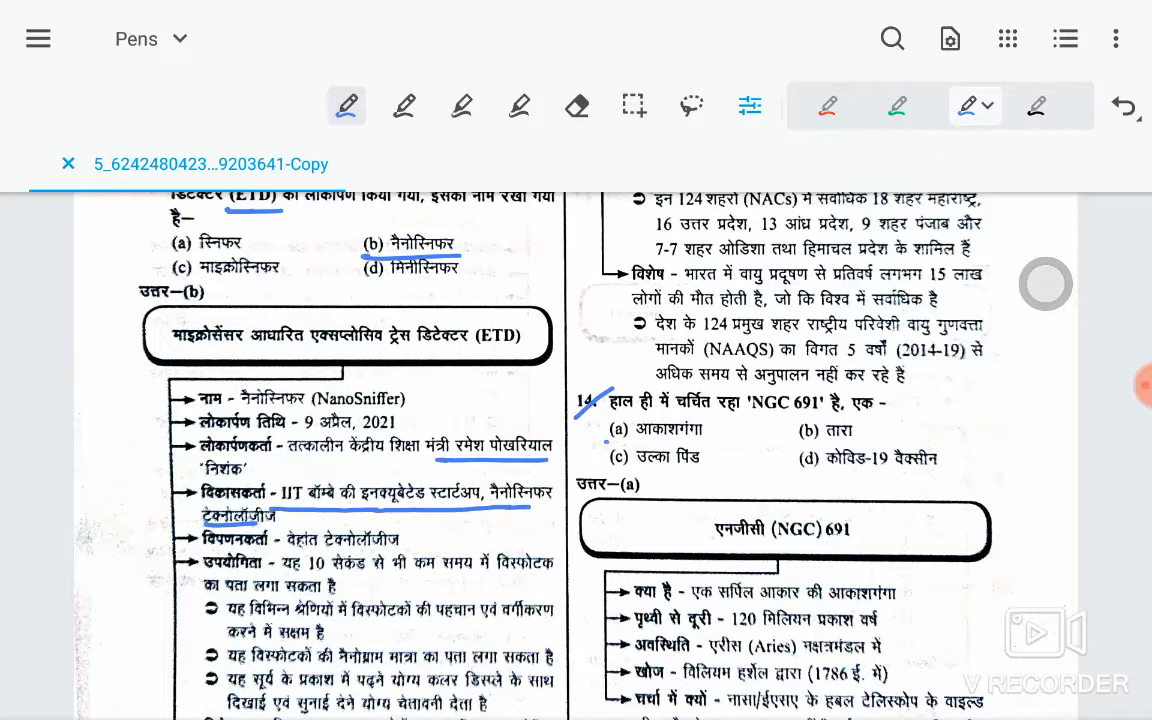 Pens
5_6242480423...9203641-Copy
डिटेक्टर (ETD) का लोकार्पण किया गया, इसका नाम रखा गया
है–
(a) स्निफर (b) नैनोस्निफर
(c) माइक्रोस्निफर (d) मिनीस्निफर
उत्तर–(b)
माइक्रोसेंसर आधारित एक्सप्लोसिव ट्रेस डिटेक्टर (ETD)
नाम - नैनोस्निफर (NanoSniffer)
लोकार्पण तिथि - 9 अप्रैल, 2021
लोकार्पणकर्ता - तत्कालीन केंद्रीय शिक्षा मंत्री रमेश पोखरियाल
'निशंक'
विकासकर्ता - IIT बॉम्बे की इनक्यूबेटेड स्टार्टअप, नैनोस्निफर
टेक्नोलॉजीज
विपणनकर्ता - वेहांत टेक्नोलॉजीज
उपयोगिता - यह 10 सेकंड से भी कम समय में विस्फोटक
का पता लगा सकता है
यह विभिन्न श्रेणियों में विस्फोटकों की पहचान एवं वर्गीकरण
करने में सक्षम है
यह विस्फोटकों की नैनोग्राम मात्रा का पता लगा सकता है
यह सूर्य के प्रकाश में पढ़ने योग्य कलर डिस्प्ले के साथ
दिखाई एवं सुनाई देने योग्य चेतावनी देता है
इन 124 शहरों (NACs) में सर्वाधिक 18 शहर महाराष्ट्र,
16 उत्तर प्रदेश, 13 आंध्र प्रदेश, 9 शहर पंजाब और
7-7 शहर ओडिशा तथा हिमाचल प्रदेश के शामिल हैं
विशेष - भारत में वायु प्रदूषण से प्रतिवर्ष लगभग 15 लाख
लोगों की मौत होती है, जो कि विश्व में सर्वाधिक है
देश के 124 प्रमुख शहर राष्ट्रीय परिवेशी वायु गुणवत्ता
मानकों (NAAQS) का विगत 5 वर्षों (2014-19) से
अधिक समय से अनुपालन नहीं कर रहे हैं
14. हाल ही में चर्चित रहा 'NGC 691' है, एक -
(a) आकाशगंगा (b) तारा
(c) उल्का पिंड (d) कोविड-19 वैक्सीन
उत्तर–(a)
एनजीसी (NGC) 691
क्या है - एक सर्पिल आकार की आकाशगंगा
पृथ्वी से दूरी - 120 मिलियन प्रकाश वर्ष
अवस्थिति - एरीस (Aries) नक्षत्रमंडल में
खोज - विलियम हर्शेल द्वारा (1786 ई. में)
चर्चा में क्यों - नासा/ईएसए के हबल टेलिस्कोप के वाइल्ड
V RECORDER